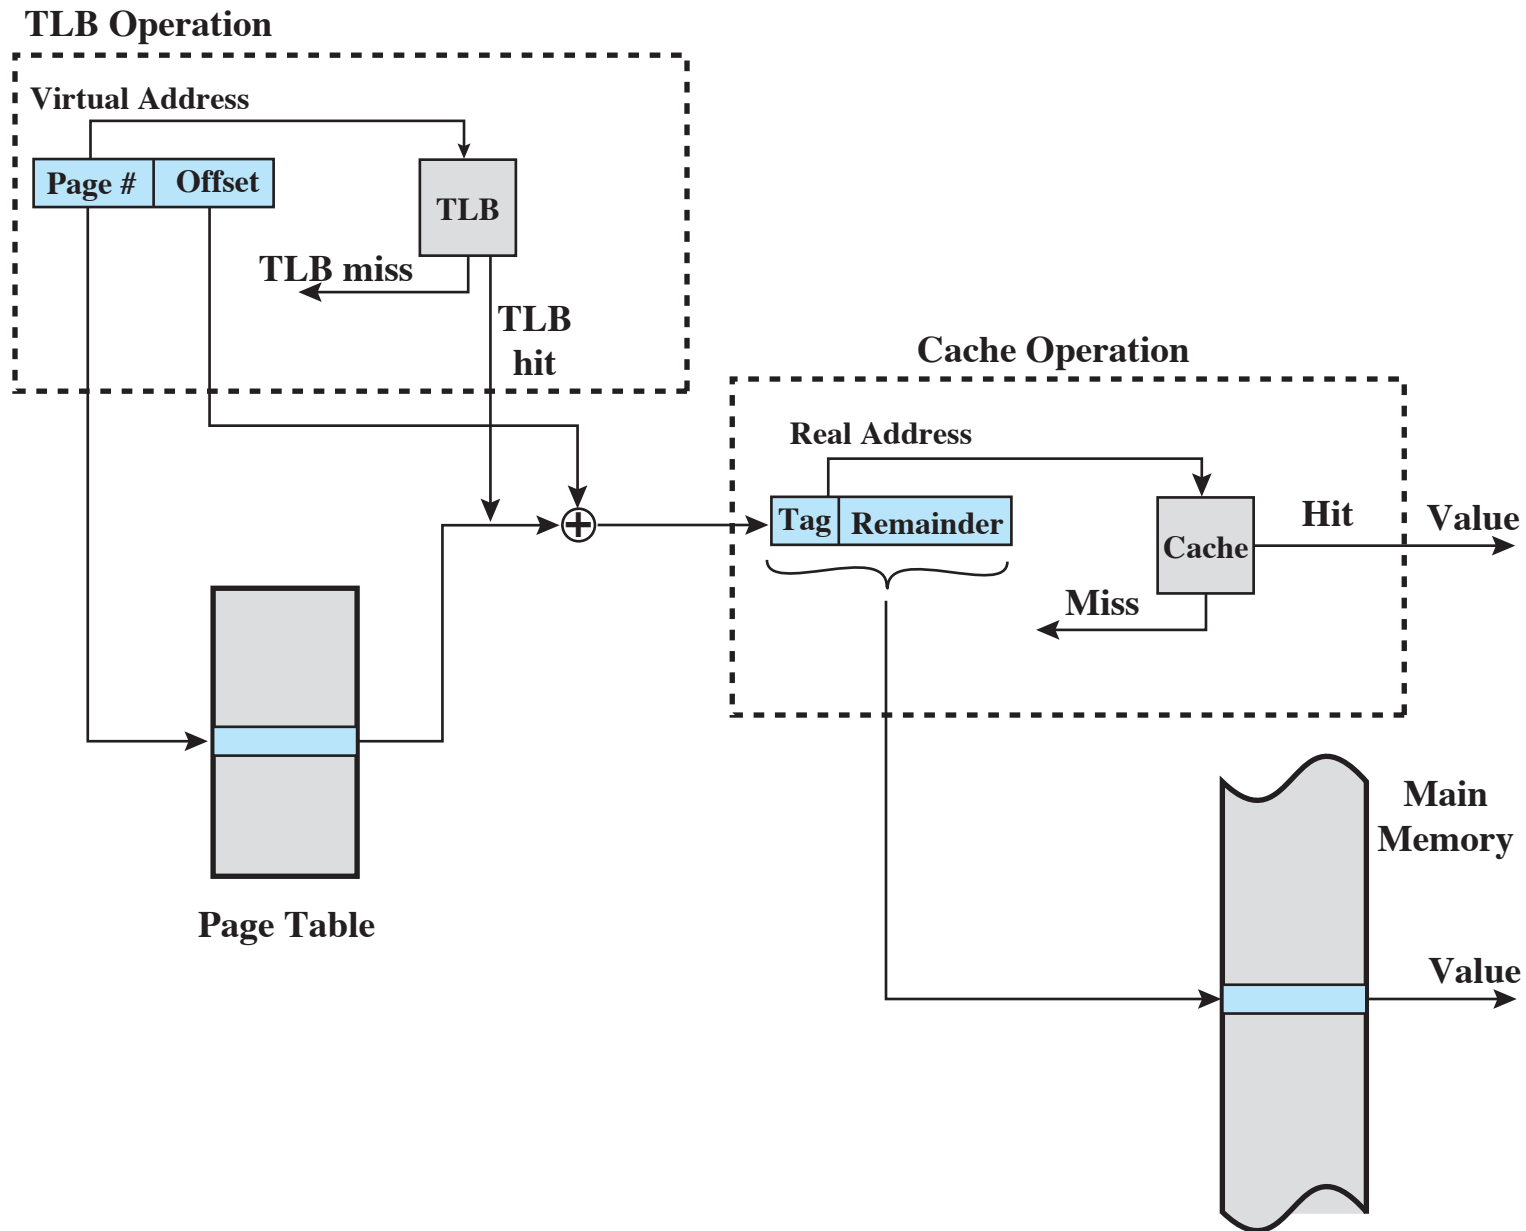 TLB Operation
Virtual Address
Page # Offset
TLB
TLB miss
TLB
hit
Cache Operation
Real Address
Tag Remainder
Cache
Hit
Value
Miss
Page Table
Main
Memory
Value